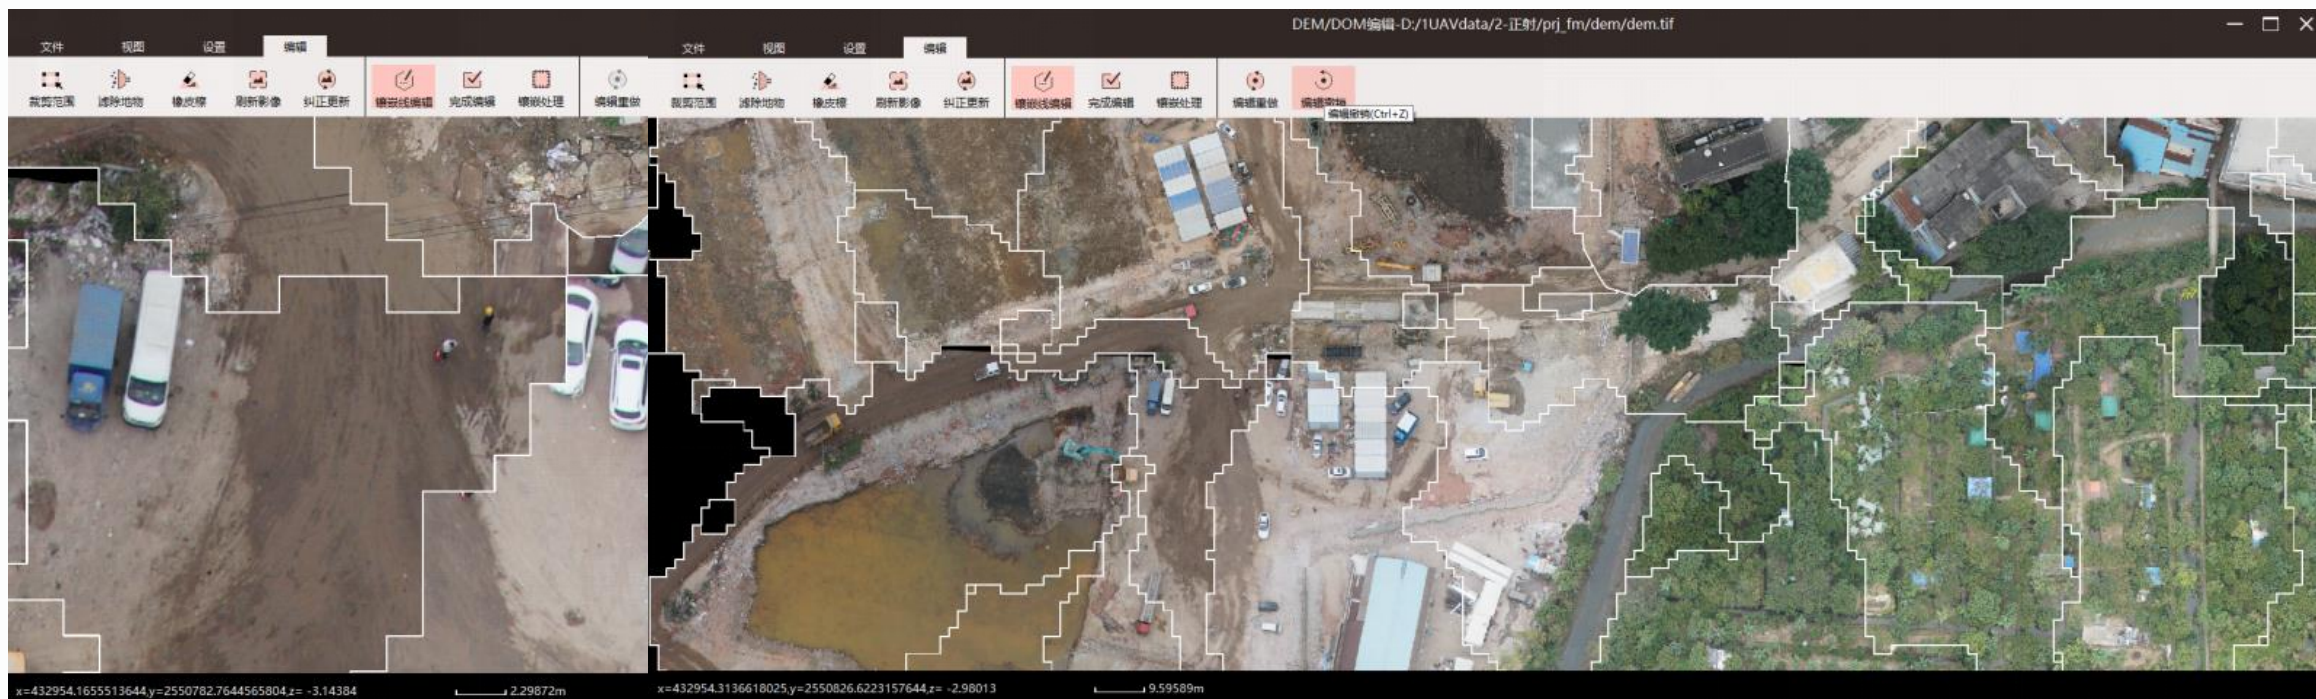 DEM/DOM编辑-D:/1UAVdata/2-正射/prj_fm/dem/dem.tif
文件 视图 设置 编辑
裁剪范围 滤除地物 橡皮擦 刷新影像 纠正更新 镶嵌线编辑 完成编辑 镶嵌处理 编辑重做
文件 视图 设置 编辑
裁剪范围 滤除地物 橡皮擦 刷新影像 纠正更新 镶嵌线编辑 完成编辑 镶嵌处理 编辑重做 编辑撤销
编辑撤销(Ctrl+Z)
x=432954.1655513644,y=2550782.7644565804,z= -3.14384 2.29872m
x=432954.3136618025,y=2550826.6223157644,z= -2.98013 9.59589m